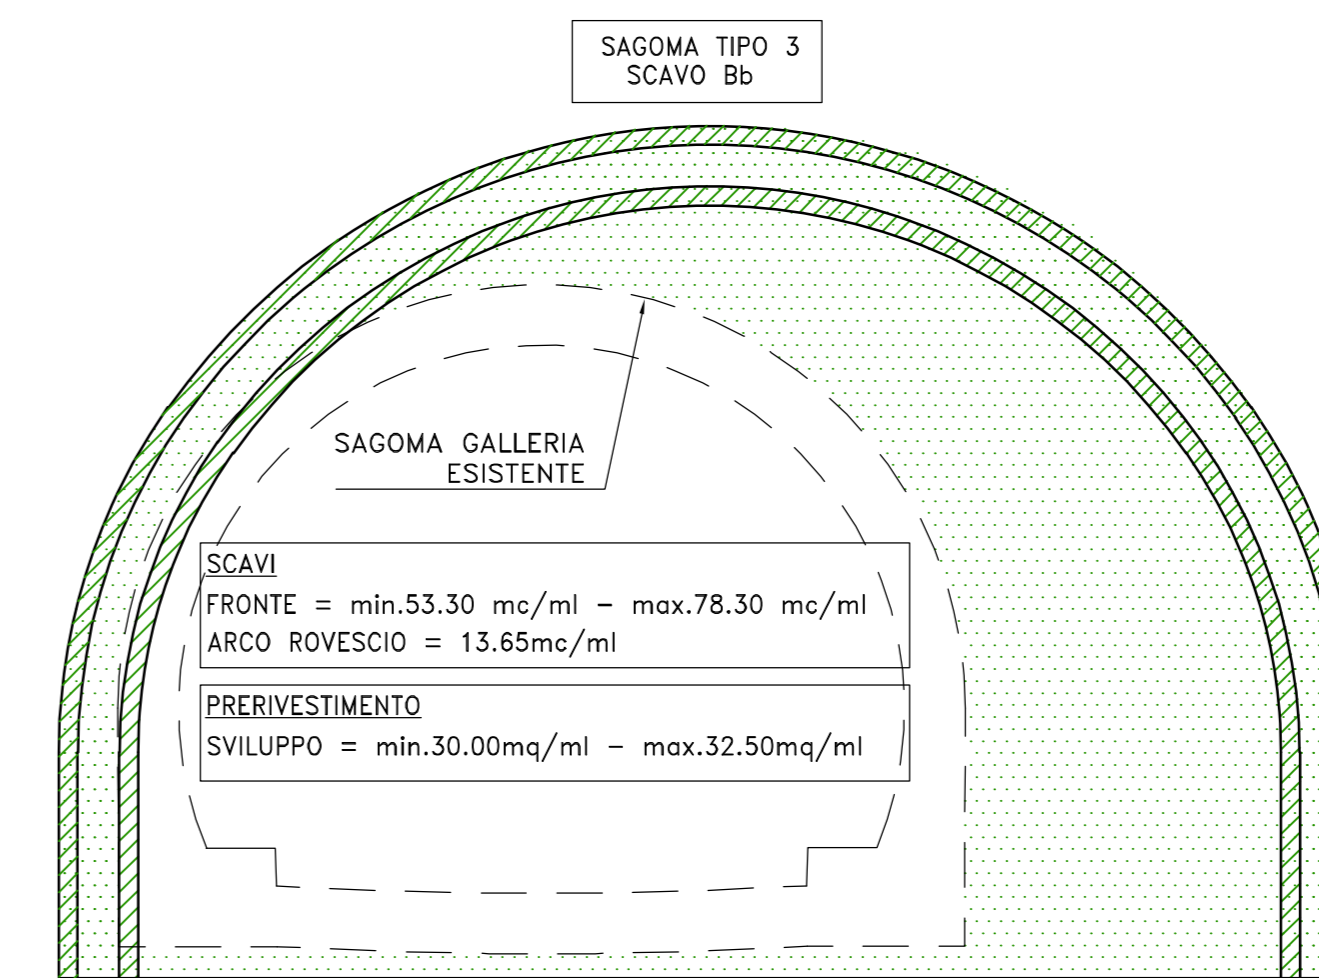 SAGOMA TIPO 3
SCAVO Bb
SAGOMA GALLERIA
ESISTENTE
SCAVI
FRONTE = min.53.30 mc/ml - max.78.30 mc/ml
ARCO ROVESCIO = 13.65mc/ml
PRERIVESTIMENTO
SVILUPPO = min.30.00mq/ml - max.32.50mq/ml